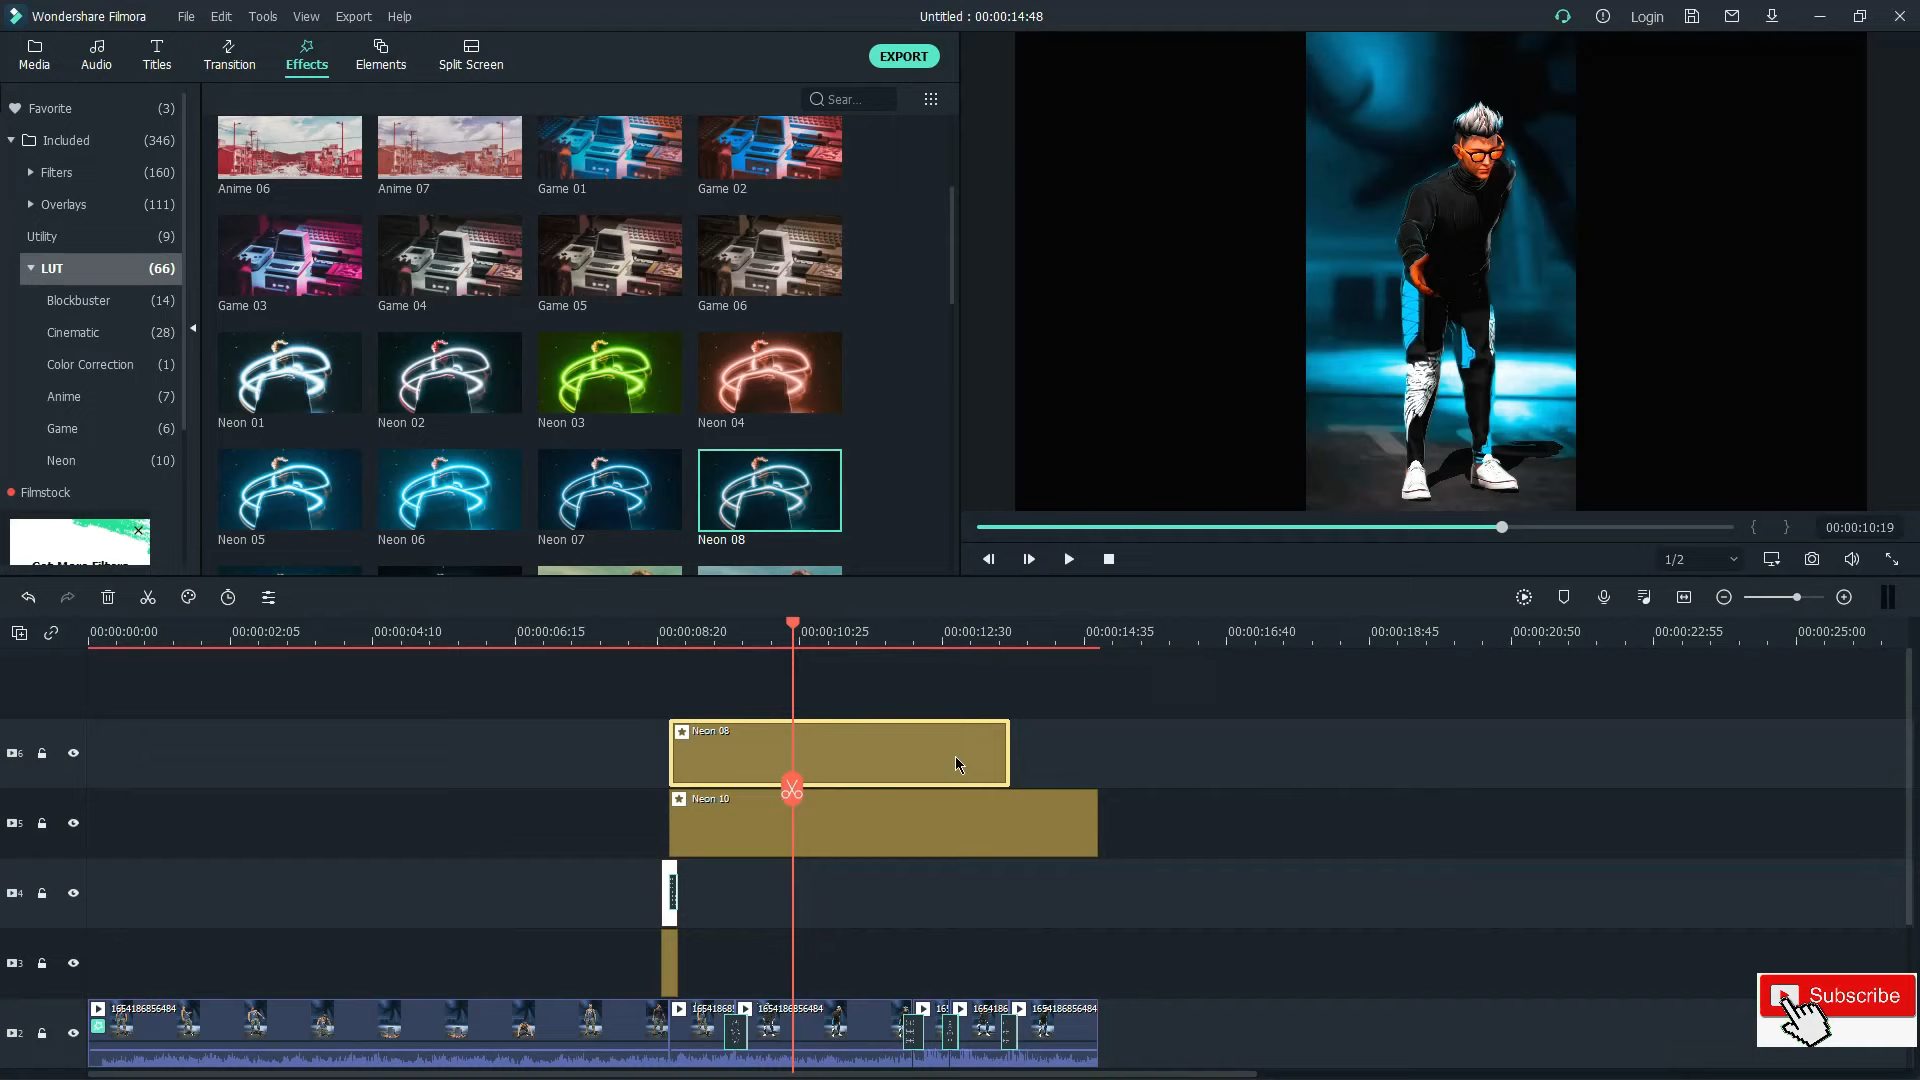 Wondershare Filmora File Edit Tools View Export Help Untitled : 00:00:14:48 Login
Media Audio Titles Transition Effects Elements Split Screen EXPORT
Favorite (3) Sear...
Included (346)
Filters (160)
Overlays (111)
Utility (9)
LUT (66)
Blockbuster (14)
Cinematic (28)
Color Correction (1)
Anime (7)
Game (6)
Neon (10)
Filmstock
Anime 06 Anime 07 Game 01 Game 02
Game 03 Game 04 Game 05 Game 06
Neon 01 Neon 02 Neon 03 Neon 04
Neon 05 Neon 06 Neon 07 Neon 08
00:00:10:19
1/2
00:00:00:00 00:00:02:05 00:00:04:10 00:00:06:15 00:00:08:20 00:00:10:25 00:00:12:30 00:00:14:35 00:00:16:40 00:00:18:45 00:00:20:50 00:00:22:55 00:00:25:00
6 Neon 08
5 Neon 10
4
3
2 1654186856484 16541868 1654186856484 16 1654186 1654186856484
Subscribe